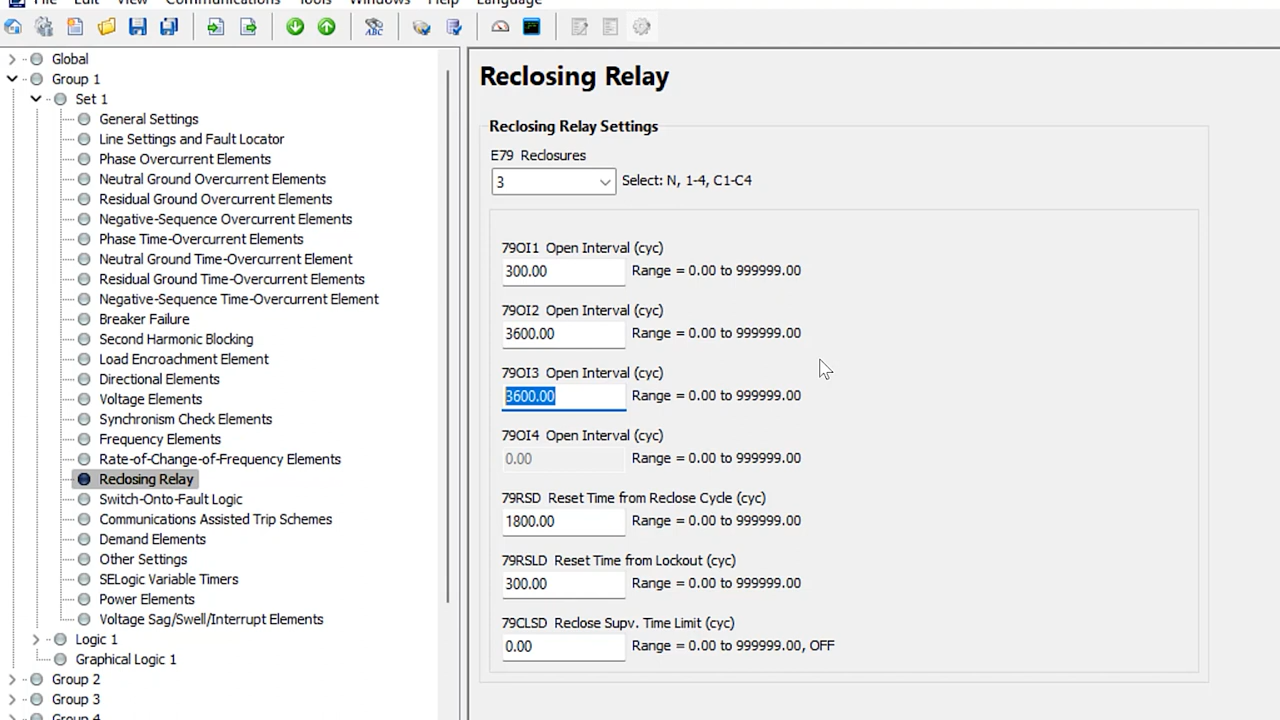 File Edit View Communications Tools Windows Help Language
Global
Group 1
Set 1
General Settings
Line Settings and Fault Locator
Phase Overcurrent Elements
Neutral Ground Overcurrent Elements
Residual Ground Overcurrent Elements
Negative-Sequence Overcurrent Elements
Phase Time-Overcurrent Elements
Neutral Ground Time-Overcurrent Element
Residual Ground Time-Overcurrent Elements
Negative-Sequence Time-Overcurrent Element
Breaker Failure
Second Harmonic Blocking
Load Encroachment Element
Directional Elements
Voltage Elements
Synchronism Check Elements
Frequency Elements
Rate-of-Change-of-Frequency Elements
Reclosing Relay
Switch-Onto-Fault Logic
Communications Assisted Trip Schemes
Demand Elements
Other Settings
SELogic Variable Timers
Power Elements
Voltage Sag/Swell/Interrupt Elements
Logic 1
Graphical Logic 1
Group 2
Group 3
Group 4
Reclosing Relay
Reclosing Relay Settings
E79 Reclosures
3 Select: N, 1-4, C1-C4
79OI1 Open Interval (cyc)
300.00 Range = 0.00 to 999999.00
79OI2 Open Interval (cyc)
3600.00 Range = 0.00 to 999999.00
79OI3 Open Interval (cyc)
3600.00 Range = 0.00 to 999999.00
79OI4 Open Interval (cyc)
0.00 Range = 0.00 to 999999.00
79RSD Reset Time from Reclose Cycle (cyc)
1800.00 Range = 0.00 to 999999.00
79RSLD Reset Time from Lockout (cyc)
300.00 Range = 0.00 to 999999.00
79CLSD Reclose Supv. Time Limit (cyc)
0.00 Range = 0.00 to 999999.00, OFF